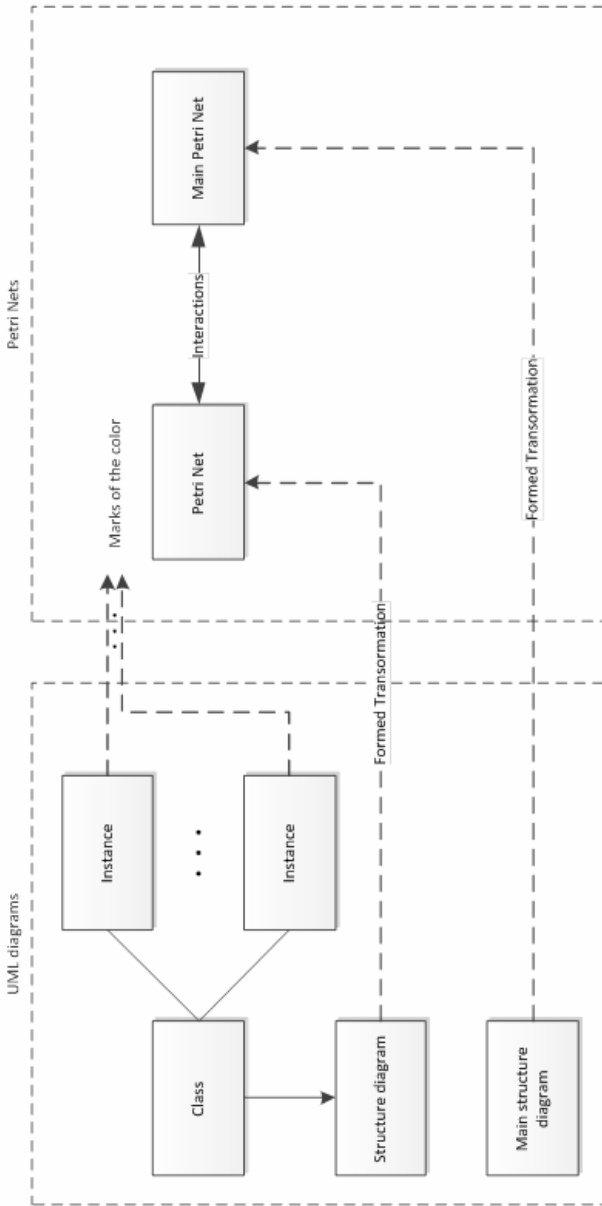 UML diagrams
Petri Nets
Instance
Marks of the color
Class
Instance
Petri Net
Interactions
Main Petri Net
Structure diagram
Formed Transormation
Main structure
diagram
Formed Transormation